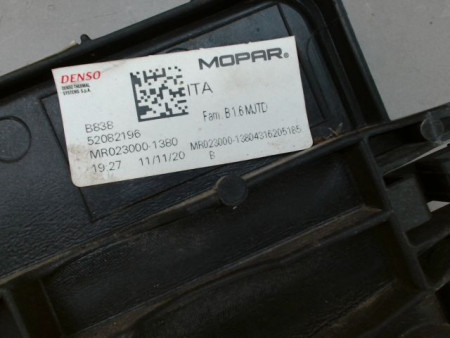 DENSO
DENSO THERMAL
SYSTEMS S.p.A.
MOPAR®
ITA
B838
Fam. B 1.6 MJTD
52082196
MR023000-1380
MR023000-13804316205185
19:27 11/11/20
B